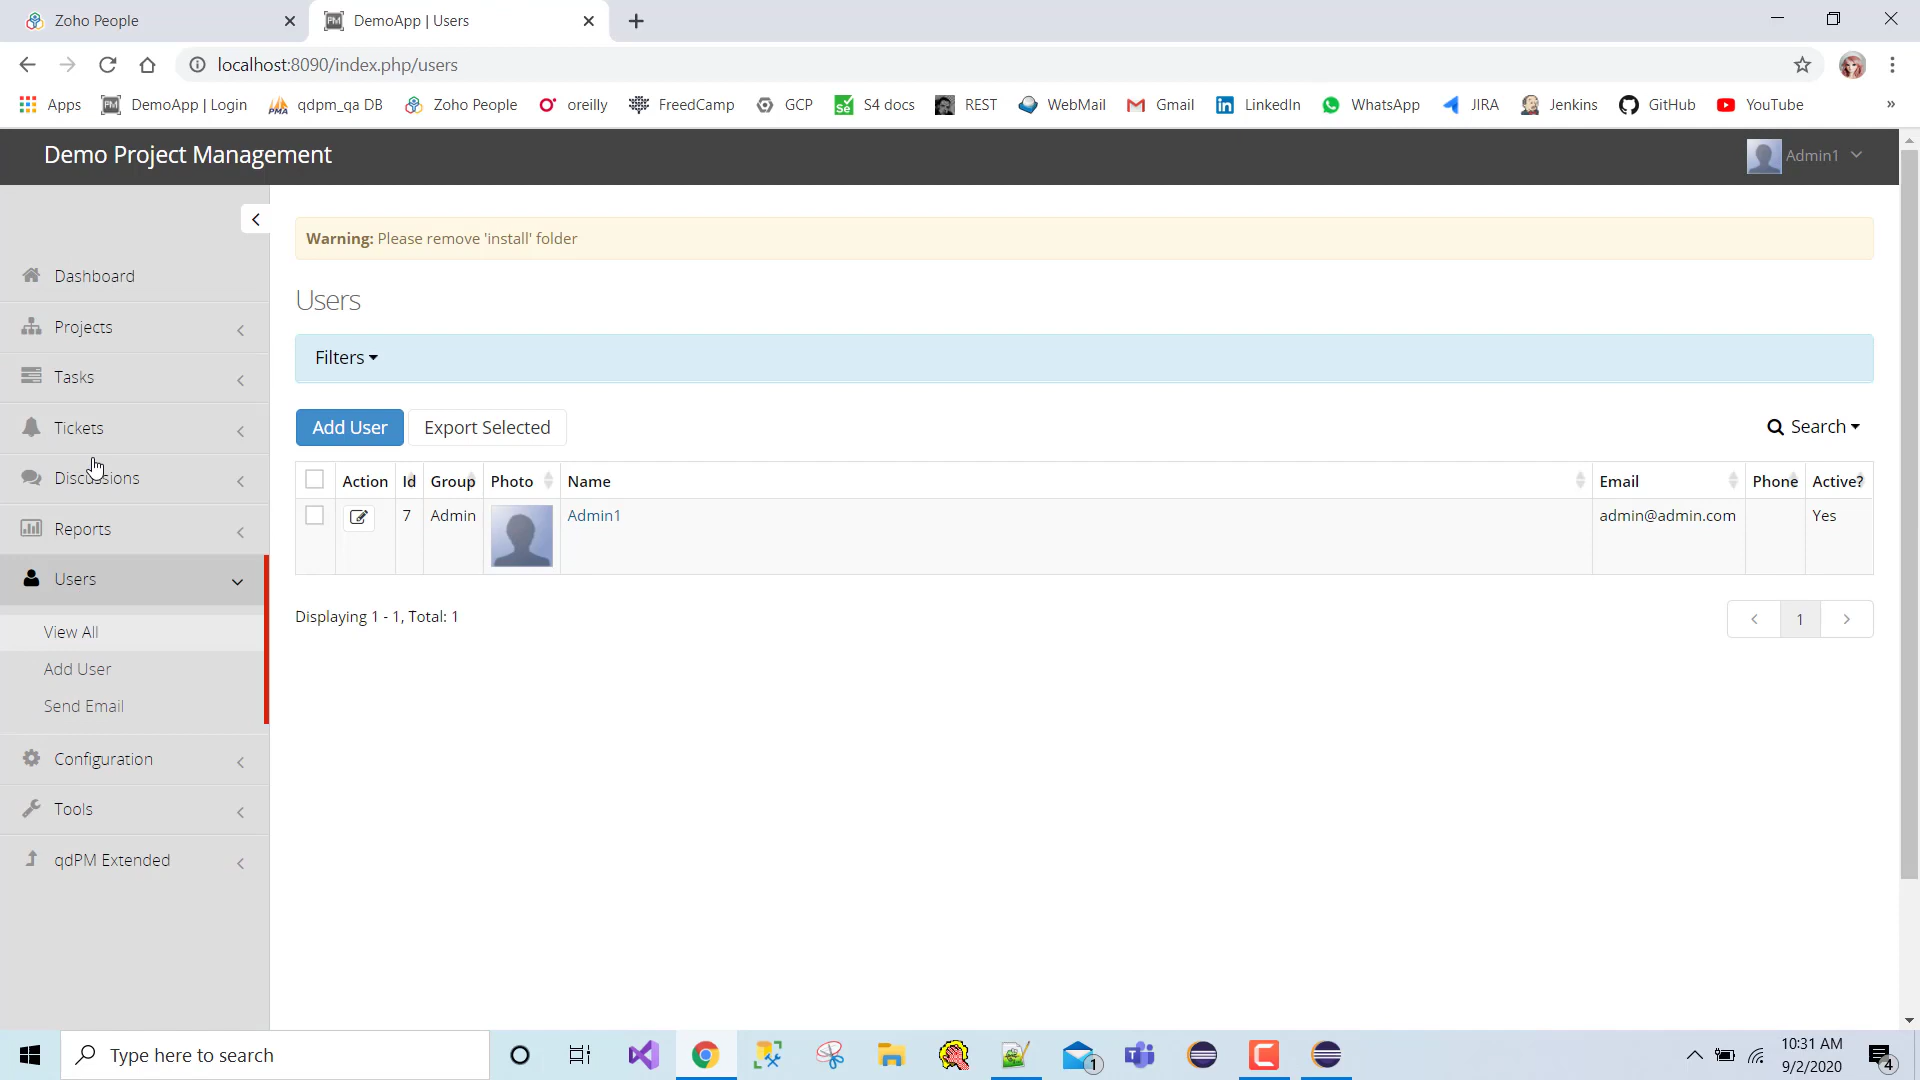 Zoho People
DemoApp | Users
localhost:8090/index.php/users
Apps
DemoApp | Login
qdpm_qa DB
Zoho People
oreilly
FreedCamp
GCP
S4 docs
REST
WebMail
Gmail
LinkedIn
WhatsApp
JIRA
Jenkins
GitHub
YouTube
»
Demo Project Management
Admin1
Dashboard
Projects
Tasks
Tickets
Discussions
Reports
Users
View All
Add User
Send Email
Configuration
Tools
qdPM Extended
Warning: Please remove 'install' folder
Users
Filters
Add User
Export Selected
Search
Action Id Group Photo Name Email Phone Active?
7 Admin Admin1 admin@admin.com Yes
Displaying 1 - 1, Total: 1
1
Type here to search
1
10:31 AM
9/2/2020
4